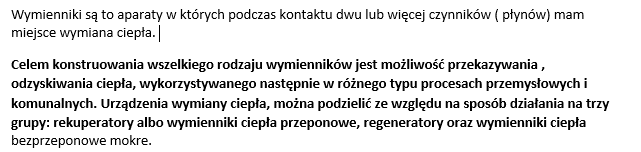 Wymienniki są to aparaty w których podczas kontaktu dwu lub więcej czynników ( płynów) mam
miejsce wymiana ciepła.
Celem konstruowania wszelkiego rodzaju wymienników jest możliwość przekazywania ,
odzyskiwania ciepła, wykorzystywanego następnie w różnego typu procesach przemysłowych i
komunalnych. Urządzenia wymiany ciepła, można podzielić ze względu na sposób działania na trzy
grupy: rekuperatory albo wymienniki ciepła przeponowe, regeneratory oraz wymienniki ciepła
bezprzeponowe mokre.